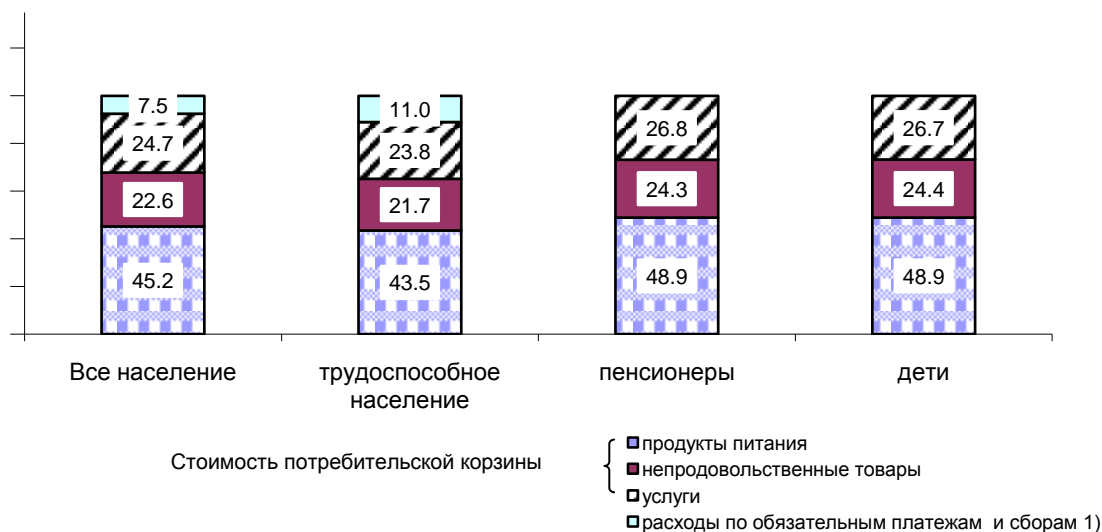 7.5
11.0
24.7
23.8
26.8
26.7
22.6
21.7
24.3
24.4
45.2
43.5
48.9
48.9
Все население
трудоспособное
население
пенсионеры
дети
Стоимость потребительской корзины
продукты питания
непродовольственные товары
услуги
расходы по обязательным платежам и сборам 1)